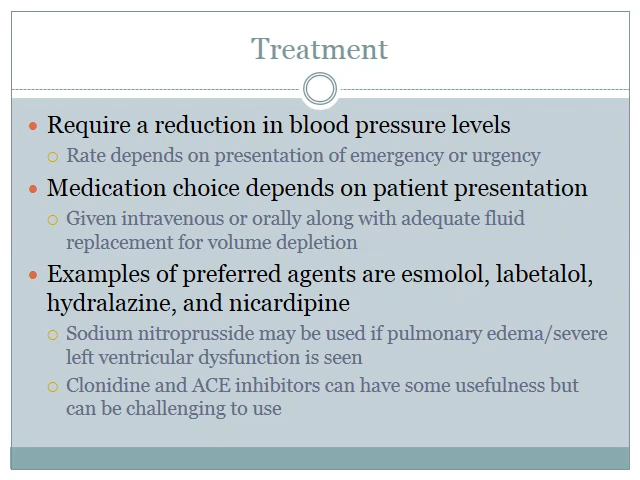 Treatment
Require a reduction in blood pressure levels
Rate depends on presentation of emergency or urgency
Medication choice depends on patient presentation
Given intravenous or orally along with adequate fluid
replacement for volume depletion
Examples of preferred agents are esmolol, labetalol,
hydralazine, and nicardipine
Sodium nitroprusside may be used if pulmonary edema/severe
left ventricular dysfunction is seen
Clonidine and ACE inhibitors can have some usefulness but
can be challenging to use